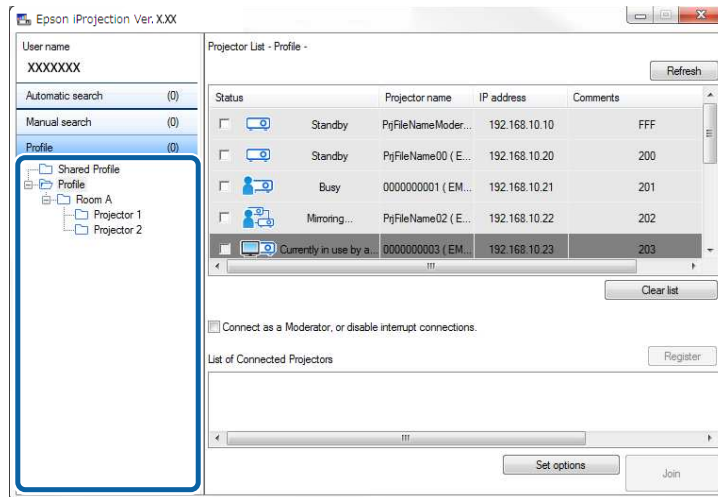 Epson iProjection Ver. X.XX
User name
XXXXXXX
Automatic search (0)
Manual search (0)
Profile (0)
Shared Profile
Profile
Room A
Projector 1
Projector 2
Projector List - Profile -
Refresh
Status Projector name IP address Comments
Standby PrjFileNameModer... 192.168.10.10 FFF
Standby PrjFileName00 ( E... 192.168.10.20 200
Busy 0000000001 ( EM... 192.168.10.21 201
Mirroring... PrjFileName02 ( E... 192.168.10.22 202
Currently in use by a... 0000000003 ( EM... 192.168.10.23 203
Clear list
Connect as a Moderator, or disable interrupt connections.
List of Connected Projectors
Register
Set options
Join